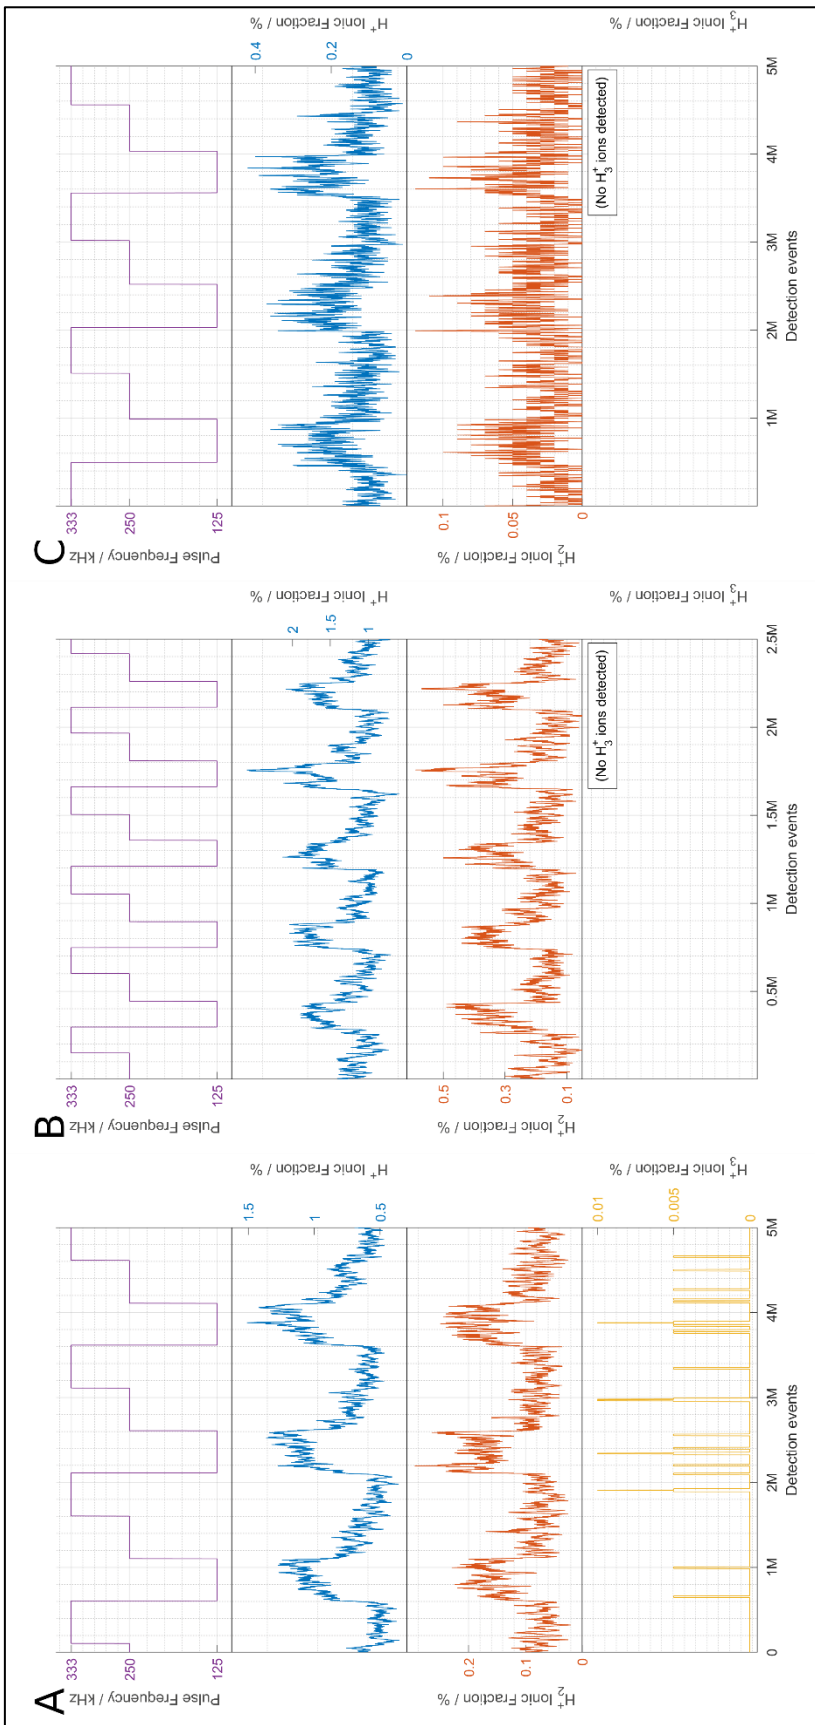 A
333
250
125
Pulse Frequency / kHz
1.5
1
0.5
H+ Ionic Fraction / %
0.2
0.1
0
H2+ Ionic Fraction / %
0.01
0.005
0
H3+ Ionic Fraction / %
0
1M
2M
3M
4M
5M
Detection events
B
333
250
125
Pulse Frequency / kHz
2
1.5
1
H+ Ionic Fraction / %
0.5
0.3
0.1
H2+ Ionic Fraction / %
(No H3+ ions detected)
H3+ Ionic Fraction / %
0.5M
1M
1.5M
2M
2.5M
Detection events
C
333
250
125
Pulse Frequency / kHz
0.4
0.2
0
H+ Ionic Fraction / %
0.1
0.05
0
H2+ Ionic Fraction / %
(No H3+ ions detected)
H3+ Ionic Fraction / %
1M
2M
3M
4M
5M
Detection events